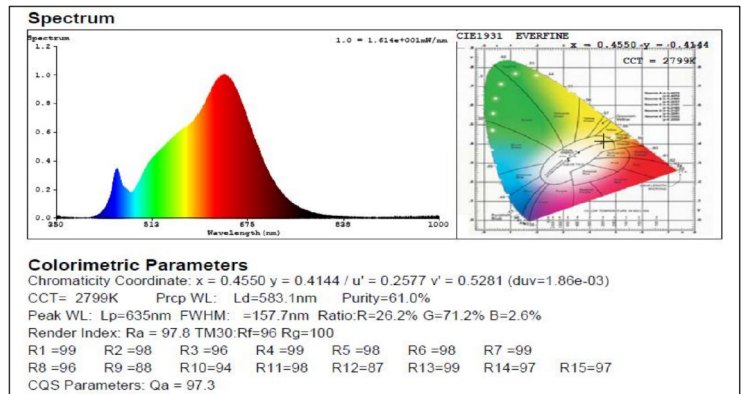 Spectrum
Spectrum
1.0 = 1.614e+001mW/nm
1.2
1.0
0.8
0.6
0.4
0.2
0.0
350 513 675 838 1000
Wavelength(nm)
CIE1931 EVERFINE
x = 0.4550 y = 0.4144
CCT = 2799K
Colorimetric Parameters
Chromaticity Coordinate: x = 0.4550 y = 0.4144 / u' = 0.2577 v' = 0.5281 (duv=1.86e-03)
CCT= 2799K Prcp WL: Ld=583.1nm Purity=61.0%
Peak WL: Lp=635nm FWHM: =157.7nm Ratio:R=26.2% G=71.2% B=2.6%
Render Index: Ra = 97.8 TM30:Rf=96 Rg=100
R1 =99 R2 =98 R3 =96 R4 =99 R5 =98 R6 =98 R7 =99
R8 =96 R9 =88 R10=94 R11=98 R12=87 R13=99 R14=97 R15=97
CQS Parameters: Qa = 97.3